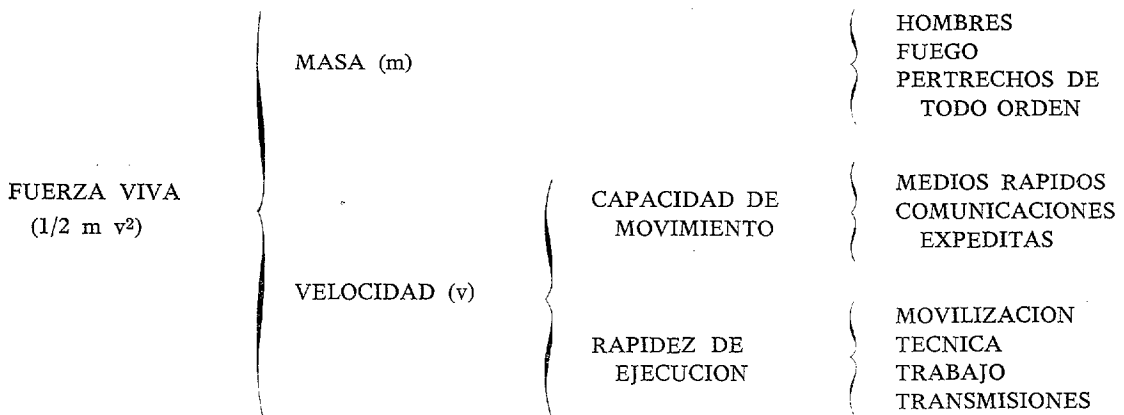 FUERZA VIVA
(1/2 m v²)
MASA (m)
HOMBRES
FUEGO
PERTRECHOS DE
TODO ORDEN
VELOCIDAD (v)
CAPACIDAD DE
MOVIMIENTO
MEDIOS RAPIDOS
COMUNICACIONES
EXPEDITAS
RAPIDEZ DE
EJECUCION
MOVILIZACION
TECNICA
TRABAJO
TRANSMISIONES